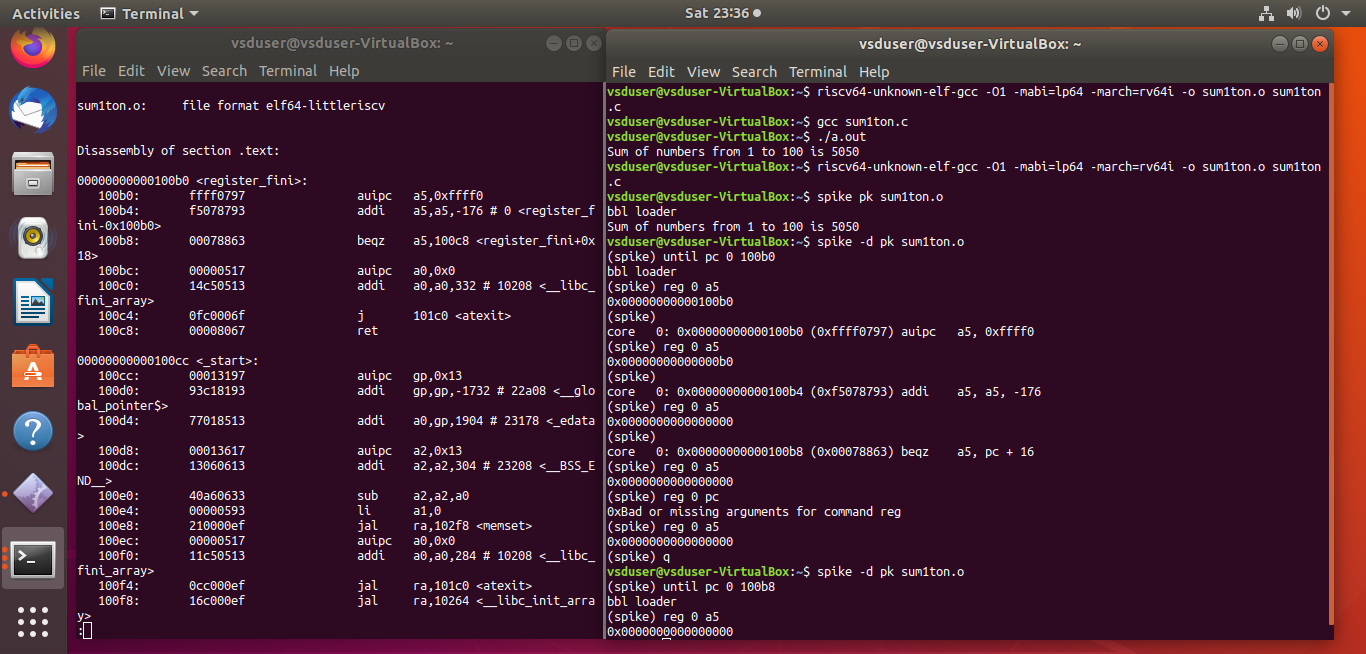 Activities
Terminal
Sat 23:36
vsduser@vsduser-VirtualBox: ~
File Edit View Search Terminal Help
sum1ton.o:     file format elf64-littleriscv
Disassembly of section .text:
00000000000100b0 <register_fini>:
   100b0:       ffff0797                auipc   a5,0xffff0
   100b4:       f5078793                addi    a5,a5,-176 # 0 <register_f
ini-0x100b0>
   100b8:       00078863                beqz    a5,100c8 <register_fini+0x
18>
   100bc:       00000517                auipc   a0,0x0
   100c0:       14c50513                addi    a0,a0,332 # 10208 <__libc_
fini_array>
   100c4:       0fc0006f                j       101c0 <atexit>
   100c8:       00008067                ret
00000000000100cc <_start>:
   100cc:       00013197                auipc   gp,0x13
   100d0:       93c18193                addi    gp,gp,-1732 # 22a08 <__glo
bal_pointer$>
   100d4:       77018513                addi    a0,gp,1904 # 23178 <_edata
>
   100d8:       00013617                auipc   a2,0x13
   100dc:       13060613                addi    a2,a2,304 # 23208 <__BSS_E
ND__>
   100e0:       40a60633                sub     a2,a2,a0
   100e4:       00000593                li      a1,0
   100e8:       210000ef                jal     ra,102f8 <memset>
   100ec:       00000517                auipc   a0,0x0
   100f0:       11c50513                addi    a0,a0,284 # 10208 <__libc_
fini_array>
   100f4:       0cc000ef                jal     ra,101c0 <atexit>
   100f8:       16c000ef                jal     ra,10264 <__libc_init_arra
y>
:
vsduser@vsduser-VirtualBox: ~
File Edit View Search Terminal Help
vsduser@vsduser-VirtualBox:~$ riscv64-unknown-elf-gcc -O1 -mabi=lp64 -march=rv64i -o sum1ton.o sum1ton
.c
vsduser@vsduser-VirtualBox:~$ gcc sum1ton.c
vsduser@vsduser-VirtualBox:~$ ./a.out
Sum of numbers from 1 to 100 is 5050
vsduser@vsduser-VirtualBox:~$ riscv64-unknown-elf-gcc -O1 -mabi=lp64 -march=rv64i -o sum1ton.o sum1ton
.c
vsduser@vsduser-VirtualBox:~$ spike pk sum1ton.o
bbl loader
Sum of numbers from 1 to 100 is 5050
vsduser@vsduser-VirtualBox:~$ spike -d pk sum1ton.o
(spike) until pc 0 100b0
bbl loader
(spike) reg 0 a5
0x00000000000100b0
(spike)
core   0: 0x00000000000100b0 (0xffff0797) auipc   a5, 0xffff0
(spike) reg 0 a5
0x00000000000000b0
(spike)
core   0: 0x00000000000100b4 (0xf5078793) addi    a5, a5, -176
(spike) reg 0 a5
0x0000000000000000
(spike)
core   0: 0x00000000000100b8 (0x00078863) beqz    a5, pc + 16
(spike) reg 0 a5
0x0000000000000000
(spike) reg 0 pc
0xBad or missing arguments for command reg
(spike) reg 0 a5
0x0000000000000000
(spike) q
vsduser@vsduser-VirtualBox:~$ spike -d pk sum1ton.o
(spike) until pc 0 100b8
bbl loader
(spike) reg 0 a5
0x0000000000000000